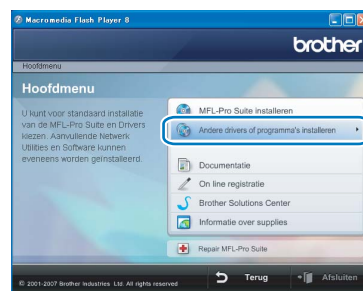 Macromedia Flash Player 8
brother
Hoofdmenu
Hoofdmenu
U kunt voor standaard installatie
van de MFL-Pro Suite en Drivers
kiezen. Aanvullende Netwerk
Utilities en Software kunnen
eveneens worden geïnstalleerd.
MFL-Pro Suite installeren
Andere drivers of programma's installeren
Documentatie
On line registratie
Brother Solutions Center
Informatie over supplies
Repair MFL-Pro Suite
© 2001-2007 Brother Industries Ltd. All rights reserved
Terug
Afsluiten